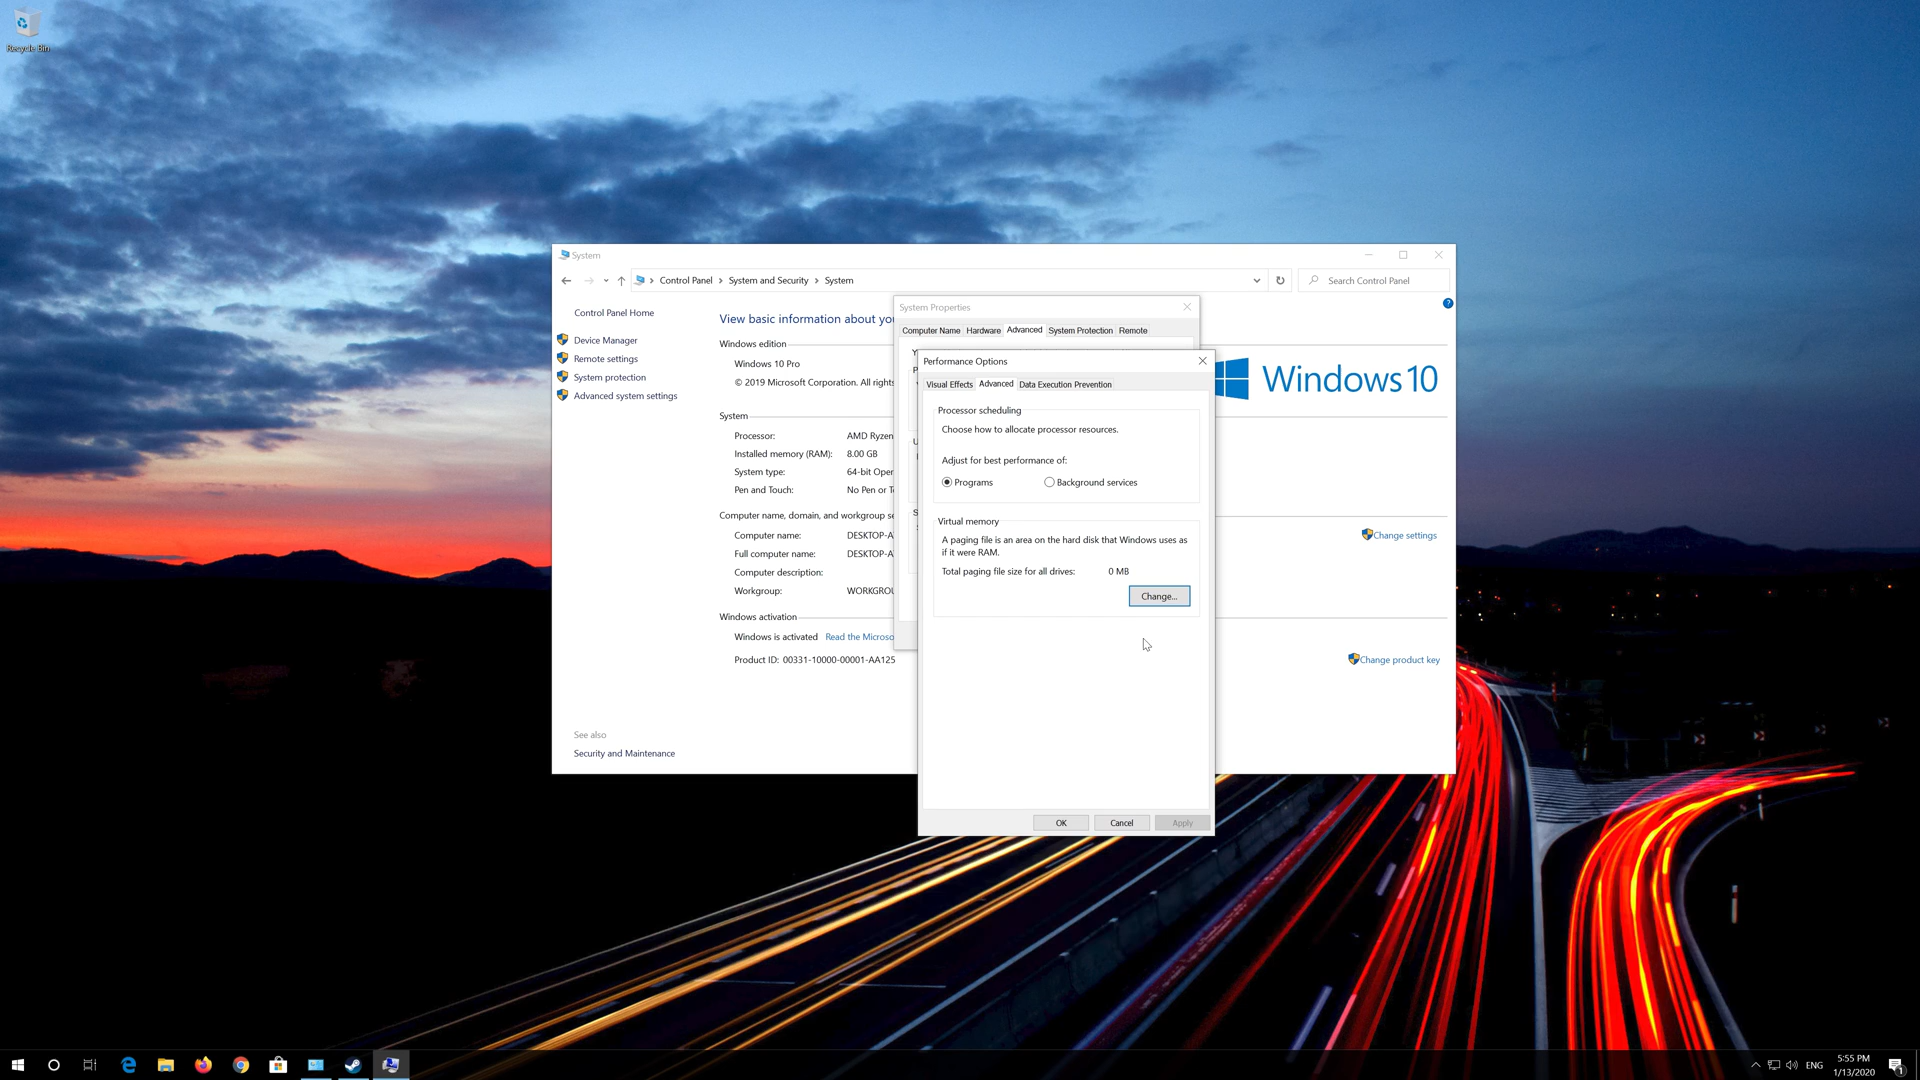 Recycle Bin
System
Control Panel
System and Security
System
Search Control Panel
Control Panel Home
Device Manager
Remote settings
System protection
Advanced system settings
See also
Security and Maintenance
View basic information about yo
Windows edition
Windows 10 Pro
© 2019 Microsoft Corporation. All rights
System
Processor: AMD Ryzen
Installed memory (RAM): 8.00 GB
System type: 64-bit Oper
Pen and Touch: No Pen or T
Computer name, domain, and workgroup se
Computer name: DESKTOP-A
Full computer name: DESKTOP-A
Computer description:
Workgroup: WORKGROU
Windows activation
Windows is activated Read the Microso
Product ID: 00331-10000-00001-AA125
Windows 10
Change settings
Change product key
System Properties
Computer Name Hardware Advanced System Protection Remote
Performance Options
Visual Effects Advanced Data Execution Prevention
Processor scheduling
Choose how to allocate processor resources.
Adjust for best performance of:
Programs Background services
Virtual memory
A paging file is an area on the hard disk that Windows uses as
if it were RAM.
Total paging file size for all drives: 0 MB
Change...
OK Cancel Apply
ENG
5:55 PM
1/13/2020
1